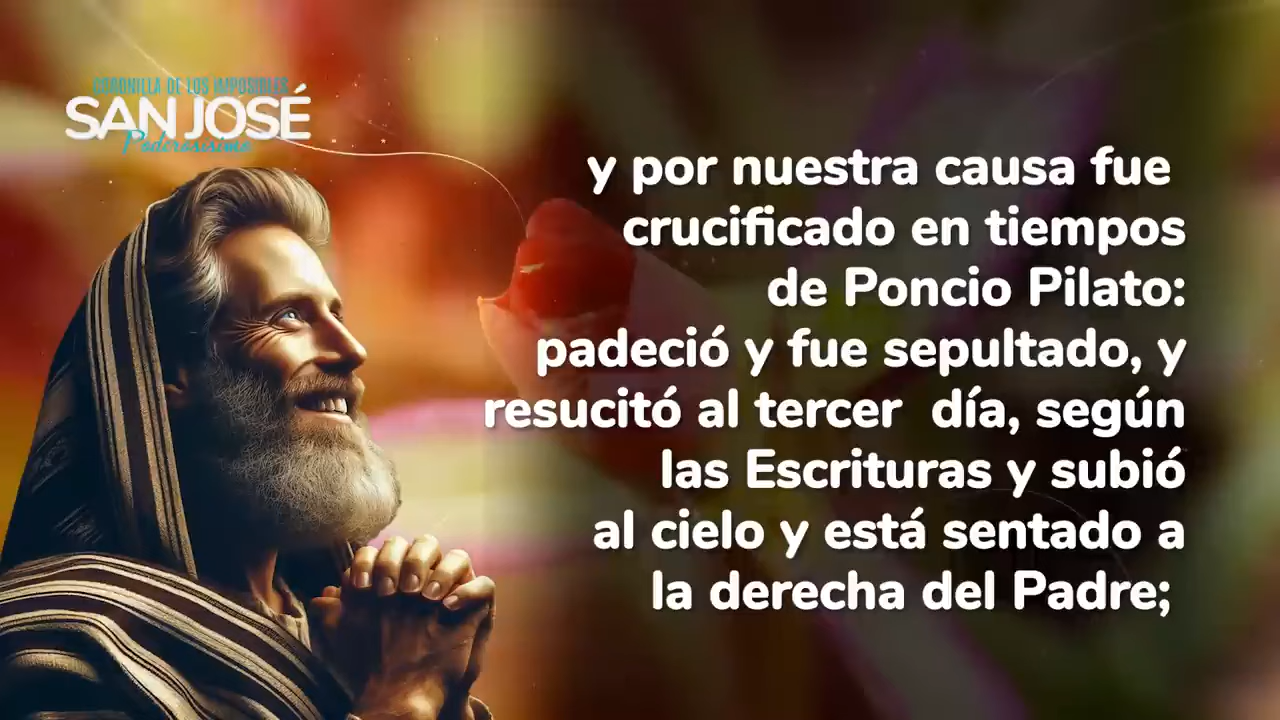 CORONILLA DE LOS IMPOSIBLES
SAN JOSÉ
Poderosísimo
y por nuestra causa fue
crucificado en tiempos
de Poncio Pilato:
padeció y fue sepultado, y
resucitó al tercer día, según
las Escrituras y subió
al cielo y está sentado a
la derecha del Padre;